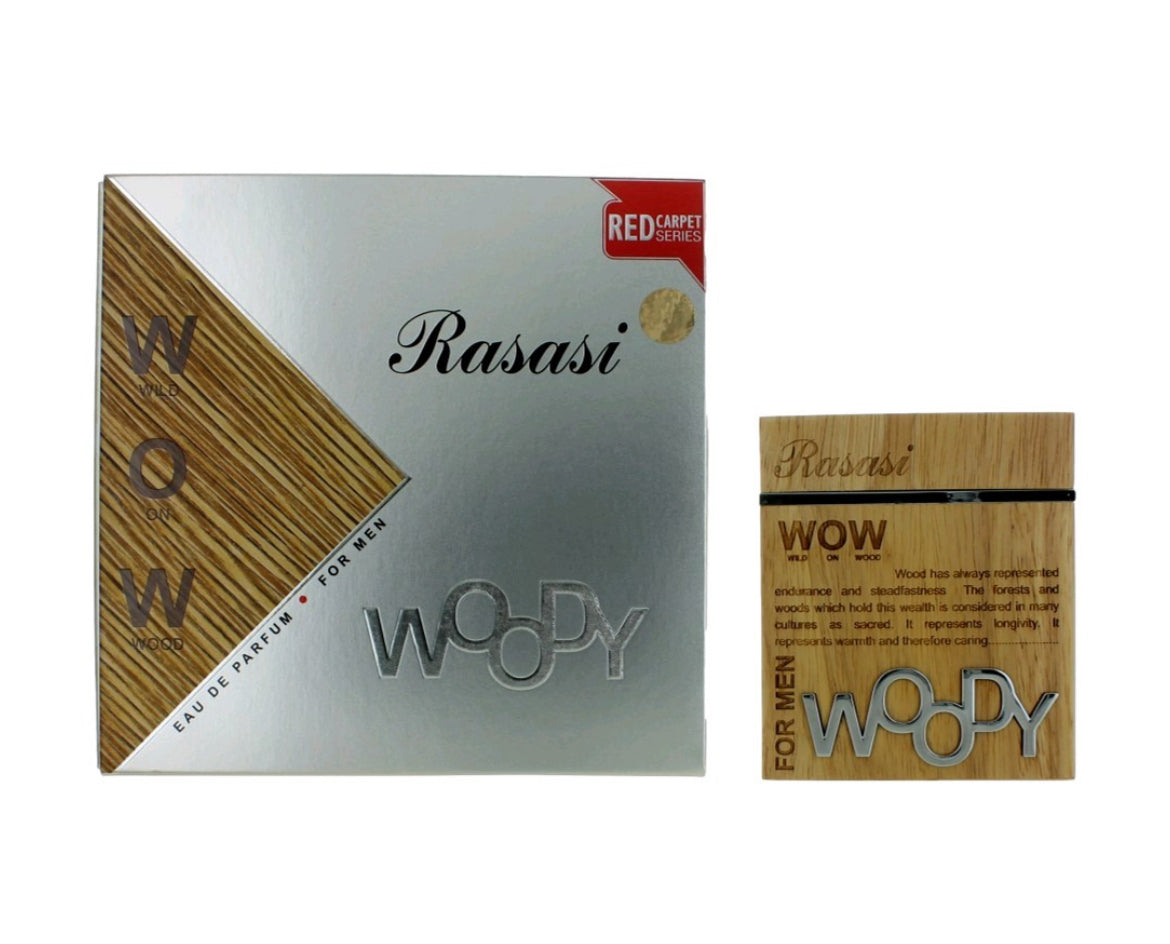 RED CARPET
SERIES
Rasasi
W
WILD
O
ON
W
WOOD
EAU DE PARFUM • FOR MEN
WOODY
Rasasi
WOW
WILD ON WOOD
Wood has always represented
endurance and steadfastness The forests and
woods which hold this wealth is considered in many
cultures as sacred. It represents longivity. It
represents warmth and therefore caring....................
FOR MEN
WOODY